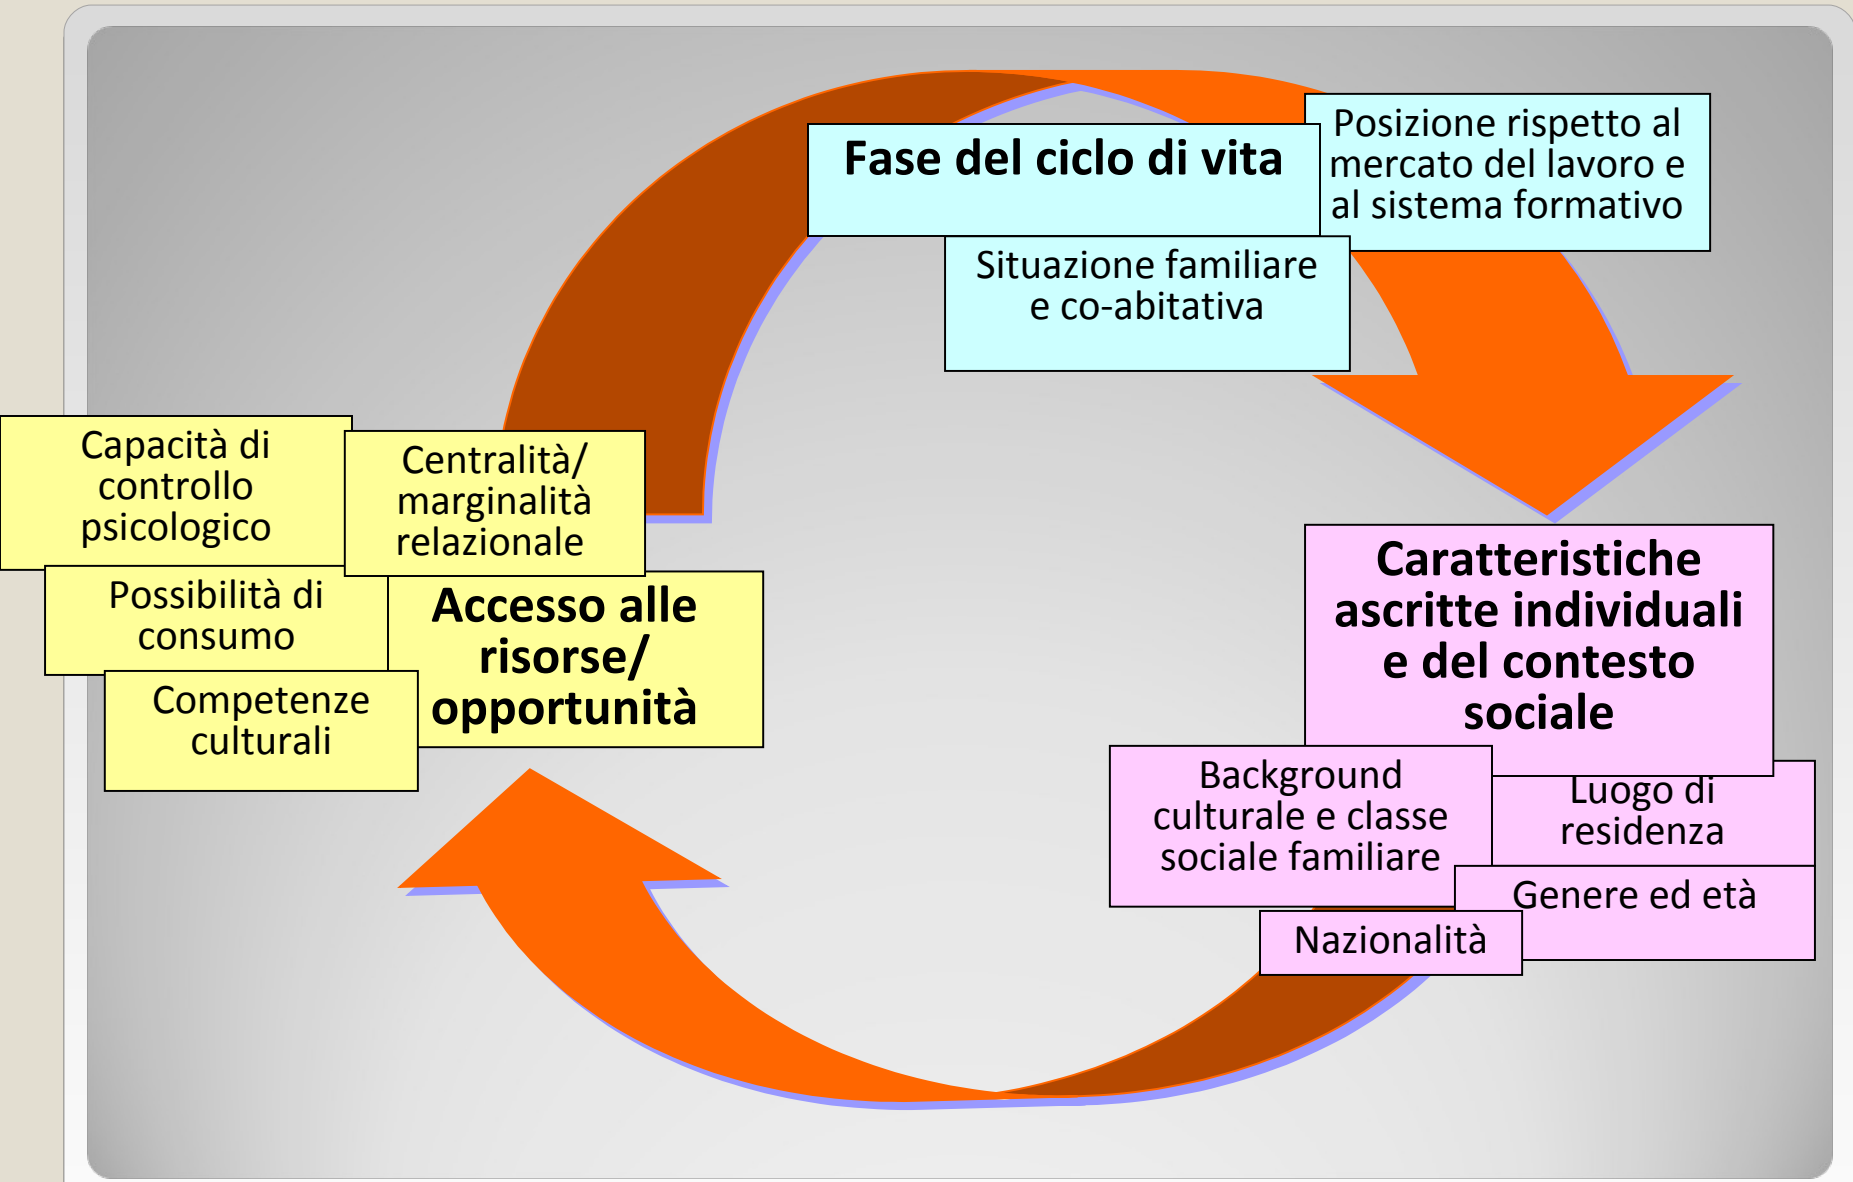 Fase del ciclo di vita
Posizione rispetto al
mercato del lavoro e
al sistema formativo
Situazione familiare
e co-abitativa
Capacità di
controllo
psicologico
Centralità/
marginalità
relazionale
Possibilità di
consumo
Competenze
culturali
Accesso alle
risorse/
opportunità
Caratteristiche
ascritte individuali
e del contesto
sociale
Background
culturale e classe
sociale familiare
Luogo di
residenza
Genere ed età
Nazionalità